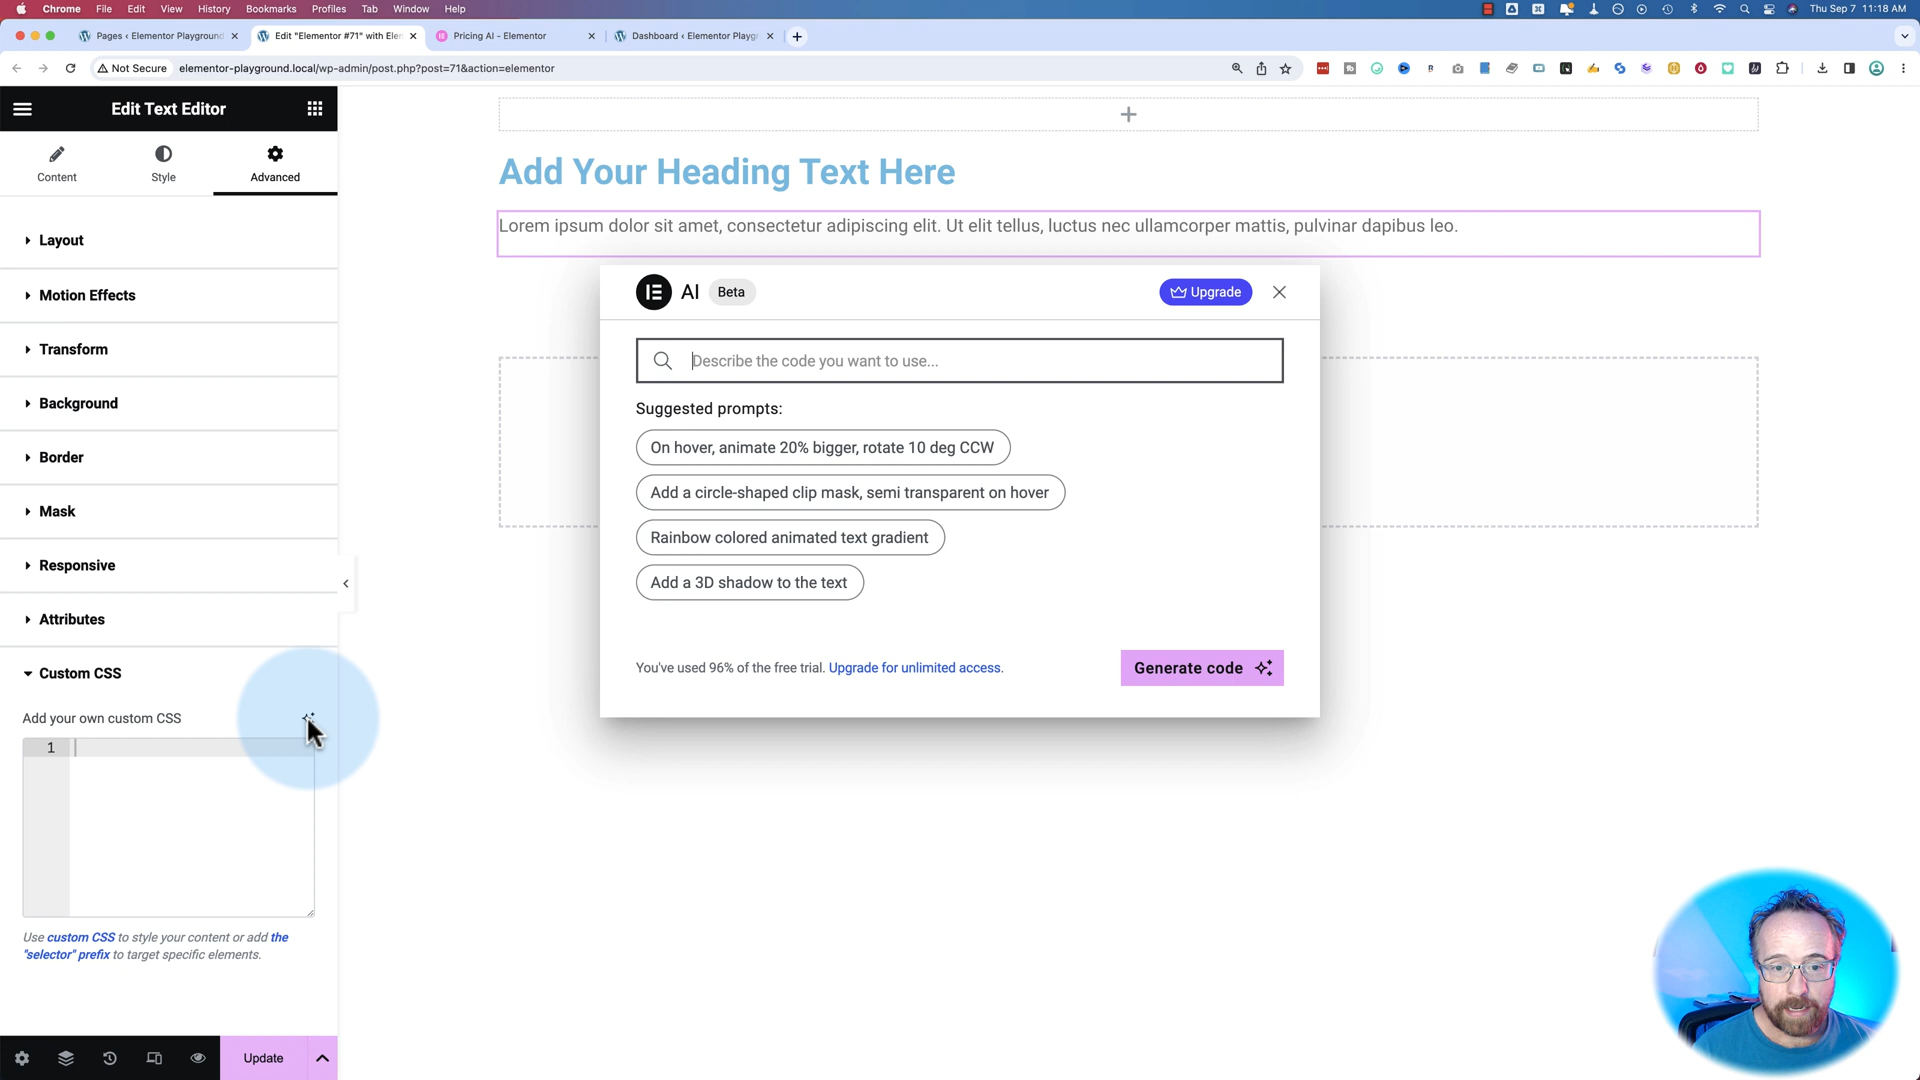 Chrome File Edit View History Bookmarks Profiles Tab Window Help
Thu Sep 7 11:18 AM
Pages ‹ Elementor Playground
Edit "Elementor #71" with Elem
Pricing AI - Elementor
Dashboard ‹ Elementor Playgr
Not Secure elementor-playground.local/wp-admin/post.php?post=71&action=elementor
Edit Text Editor
Content
Style
Advanced
Layout
Motion Effects
Transform
Background
Border
Mask
Responsive
Attributes
Custom CSS
Add your own custom CSS
1
Use custom CSS to style your content or add the
"selector" prefix to target specific elements.
Update
Add Your Heading Text Here
Lorem ipsum dolor sit amet, consectetur adipiscing elit. Ut elit tellus, luctus nec ullamcorper mattis, pulvinar dapibus leo.
AI Beta
Upgrade
Describe the code you want to use...
Suggested prompts:
On hover, animate 20% bigger, rotate 10 deg CCW
Add a circle-shaped clip mask, semi transparent on hover
Rainbow colored animated text gradient
Add a 3D shadow to the text
You've used 96% of the free trial. Upgrade for unlimited access.
Generate code